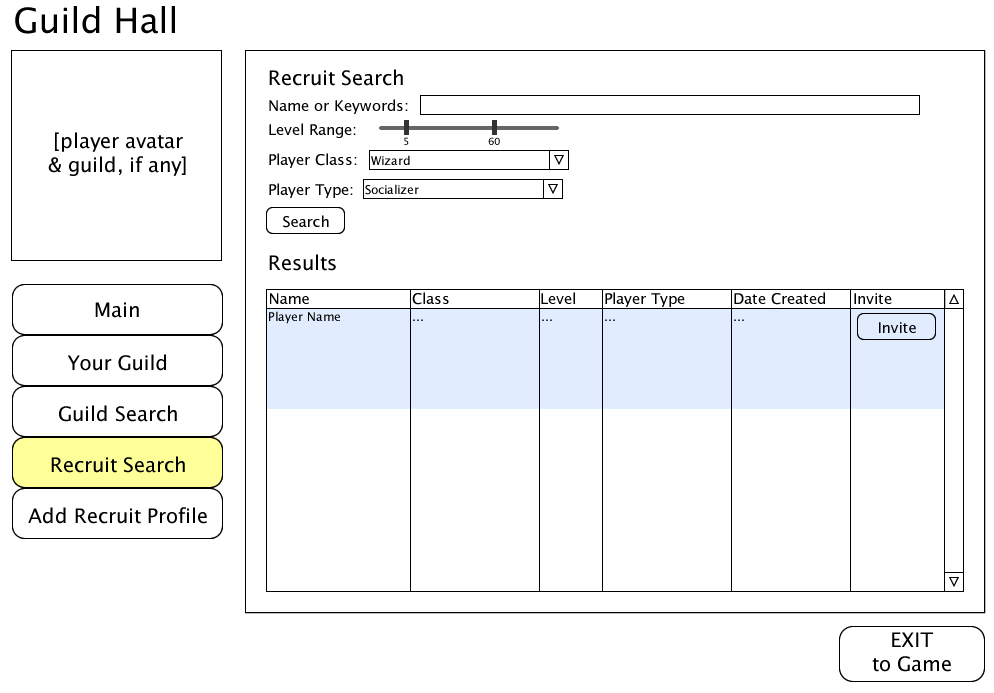 Guild Hall
[player avatar
& guild, if any]
Main
Your Guild
Guild Search
Recruit Search
Add Recruit Profile
Recruit Search
Name or Keywords:
Level Range:
5 60
Player Class: Wizard
Player Type: Socializer
Search
Results
Name Class Level Player Type Date Created Invite
Player Name ... ... ... ... Invite
EXIT
to Game